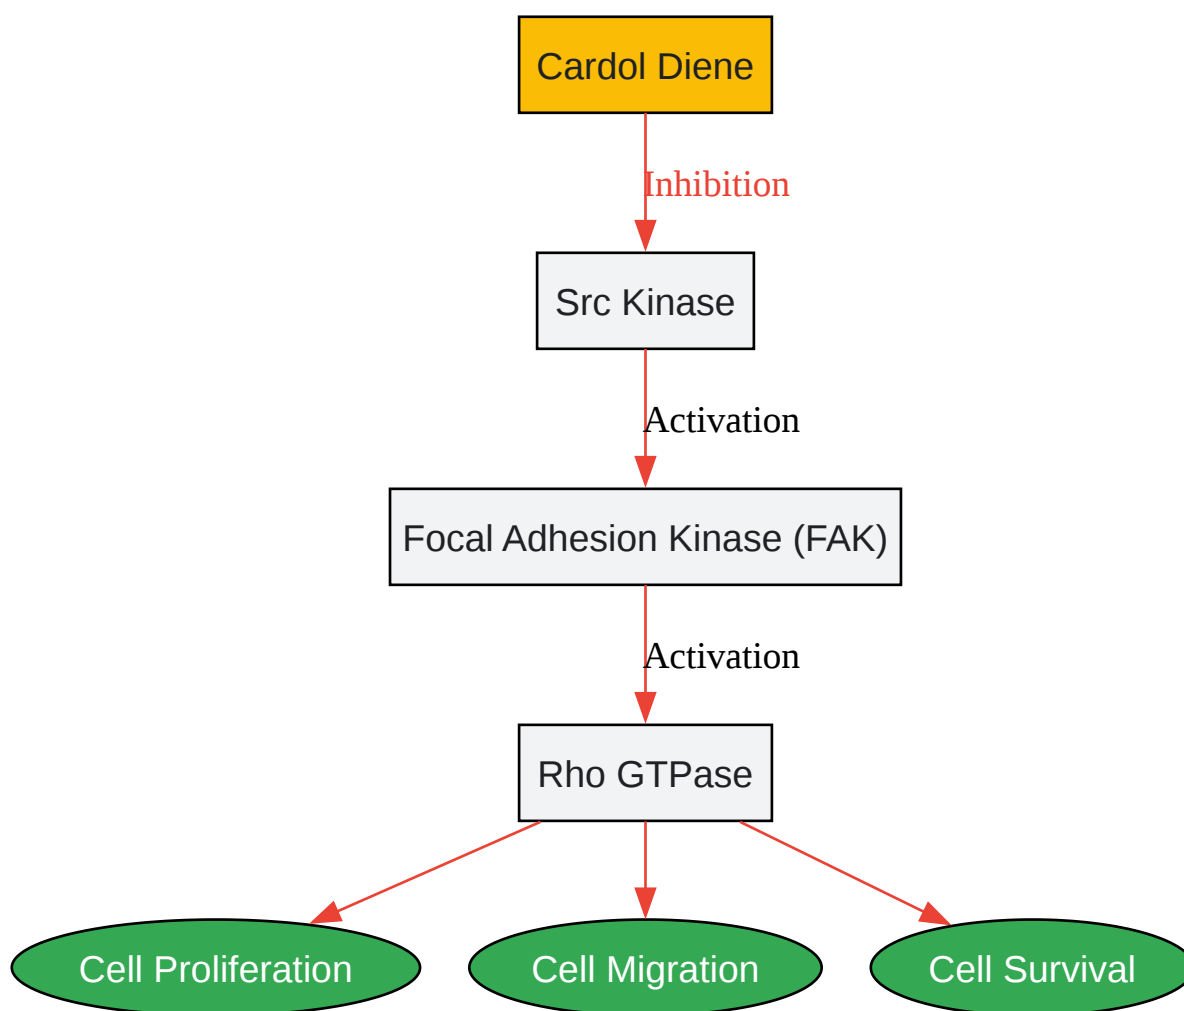 Cardol Diene
Inhibition
Src Kinase
Activation
Focal Adhesion Kinase (FAK)
Activation
Rho GTPase
Cell Proliferation
Cell Migration
Cell Survival